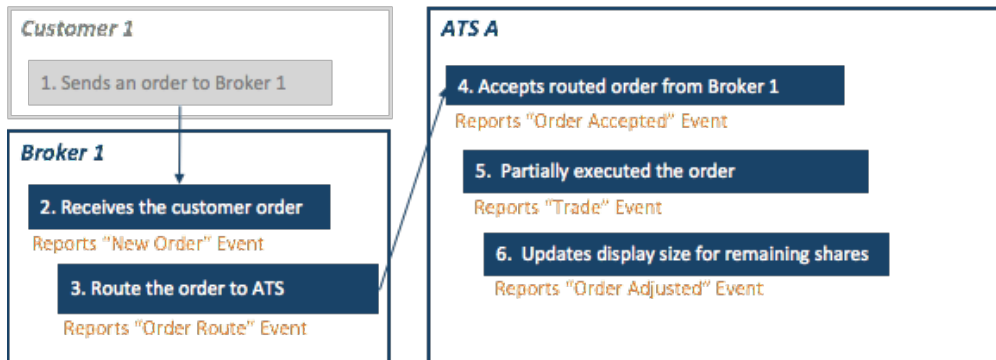 Customer 1
1. Sends an order to Broker 1
Broker 1
2. Receives the customer order
Reports “New Order” Event
3. Route the order to ATS
Reports “Order Route” Event
ATS A
4. Accepts routed order from Broker 1
Reports “Order Accepted” Event
5. Partially executed the order
Reports “Trade” Event
6. Updates display size for remaining shares
Reports “Order Adjusted” Event